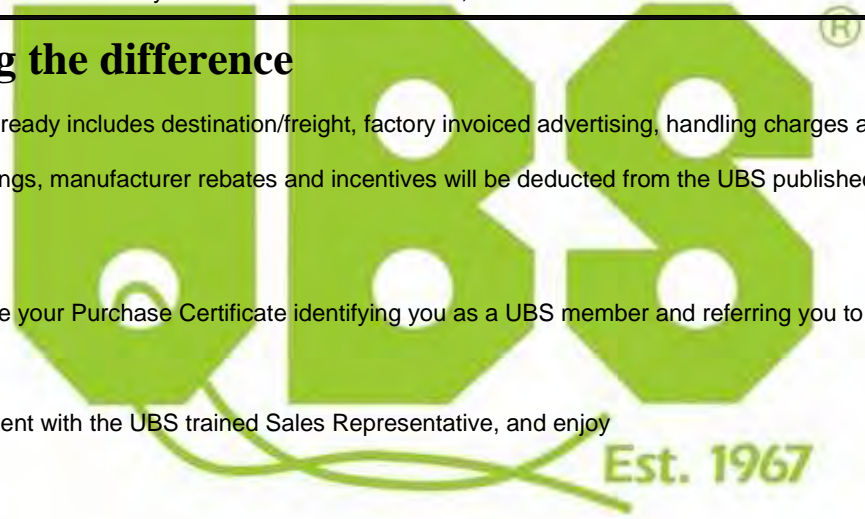 g the difference
®
ready includes destination/freight, factory invoiced advertising, handling charges a
ngs, manufacturer rebates and incentives will be deducted from the UBS published
UBS
e your Purchase Certificate identifying you as a UBS member and referring you to
ent with the UBS trained Sales Representative, and enjoy
Est. 1967